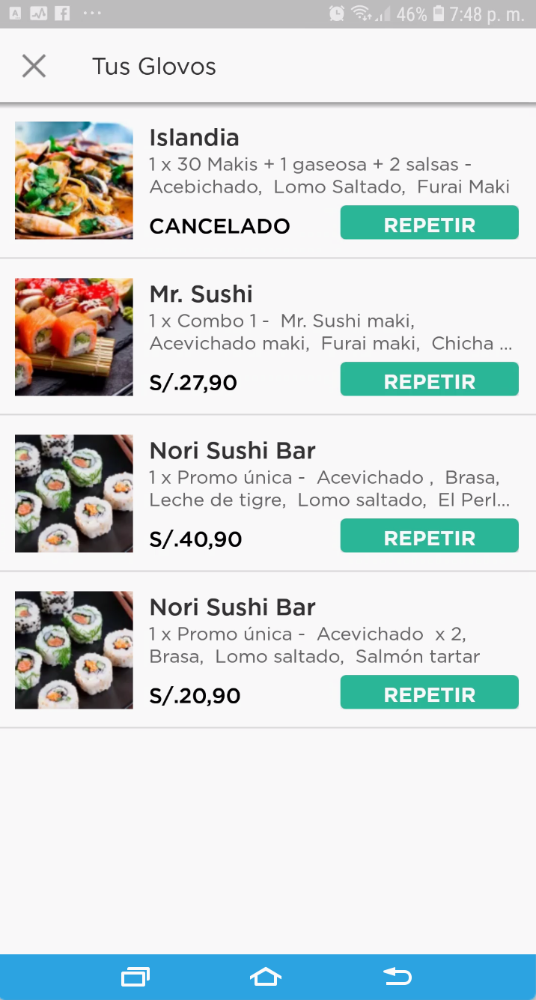 46% 7:48 p. m.
Tus Glovos
Islandia
1 x 30 Makis + 1 gaseosa + 2 salsas -
Acebichado, Lomo Saltado, Furai Maki
CANCELADO
REPETIR
Mr. Sushi
1 x Combo 1 - Mr. Sushi maki,
Acevichado maki, Furai maki, Chicha ...
S/.27,90
REPETIR
Nori Sushi Bar
1 x Promo única - Acevichado , Brasa,
Leche de tigre, Lomo saltado, El Perl...
S/.40,90
REPETIR
Nori Sushi Bar
1 x Promo única - Acevichado x 2,
Brasa, Lomo saltado, Salmón tartar
S/.20,90
REPETIR